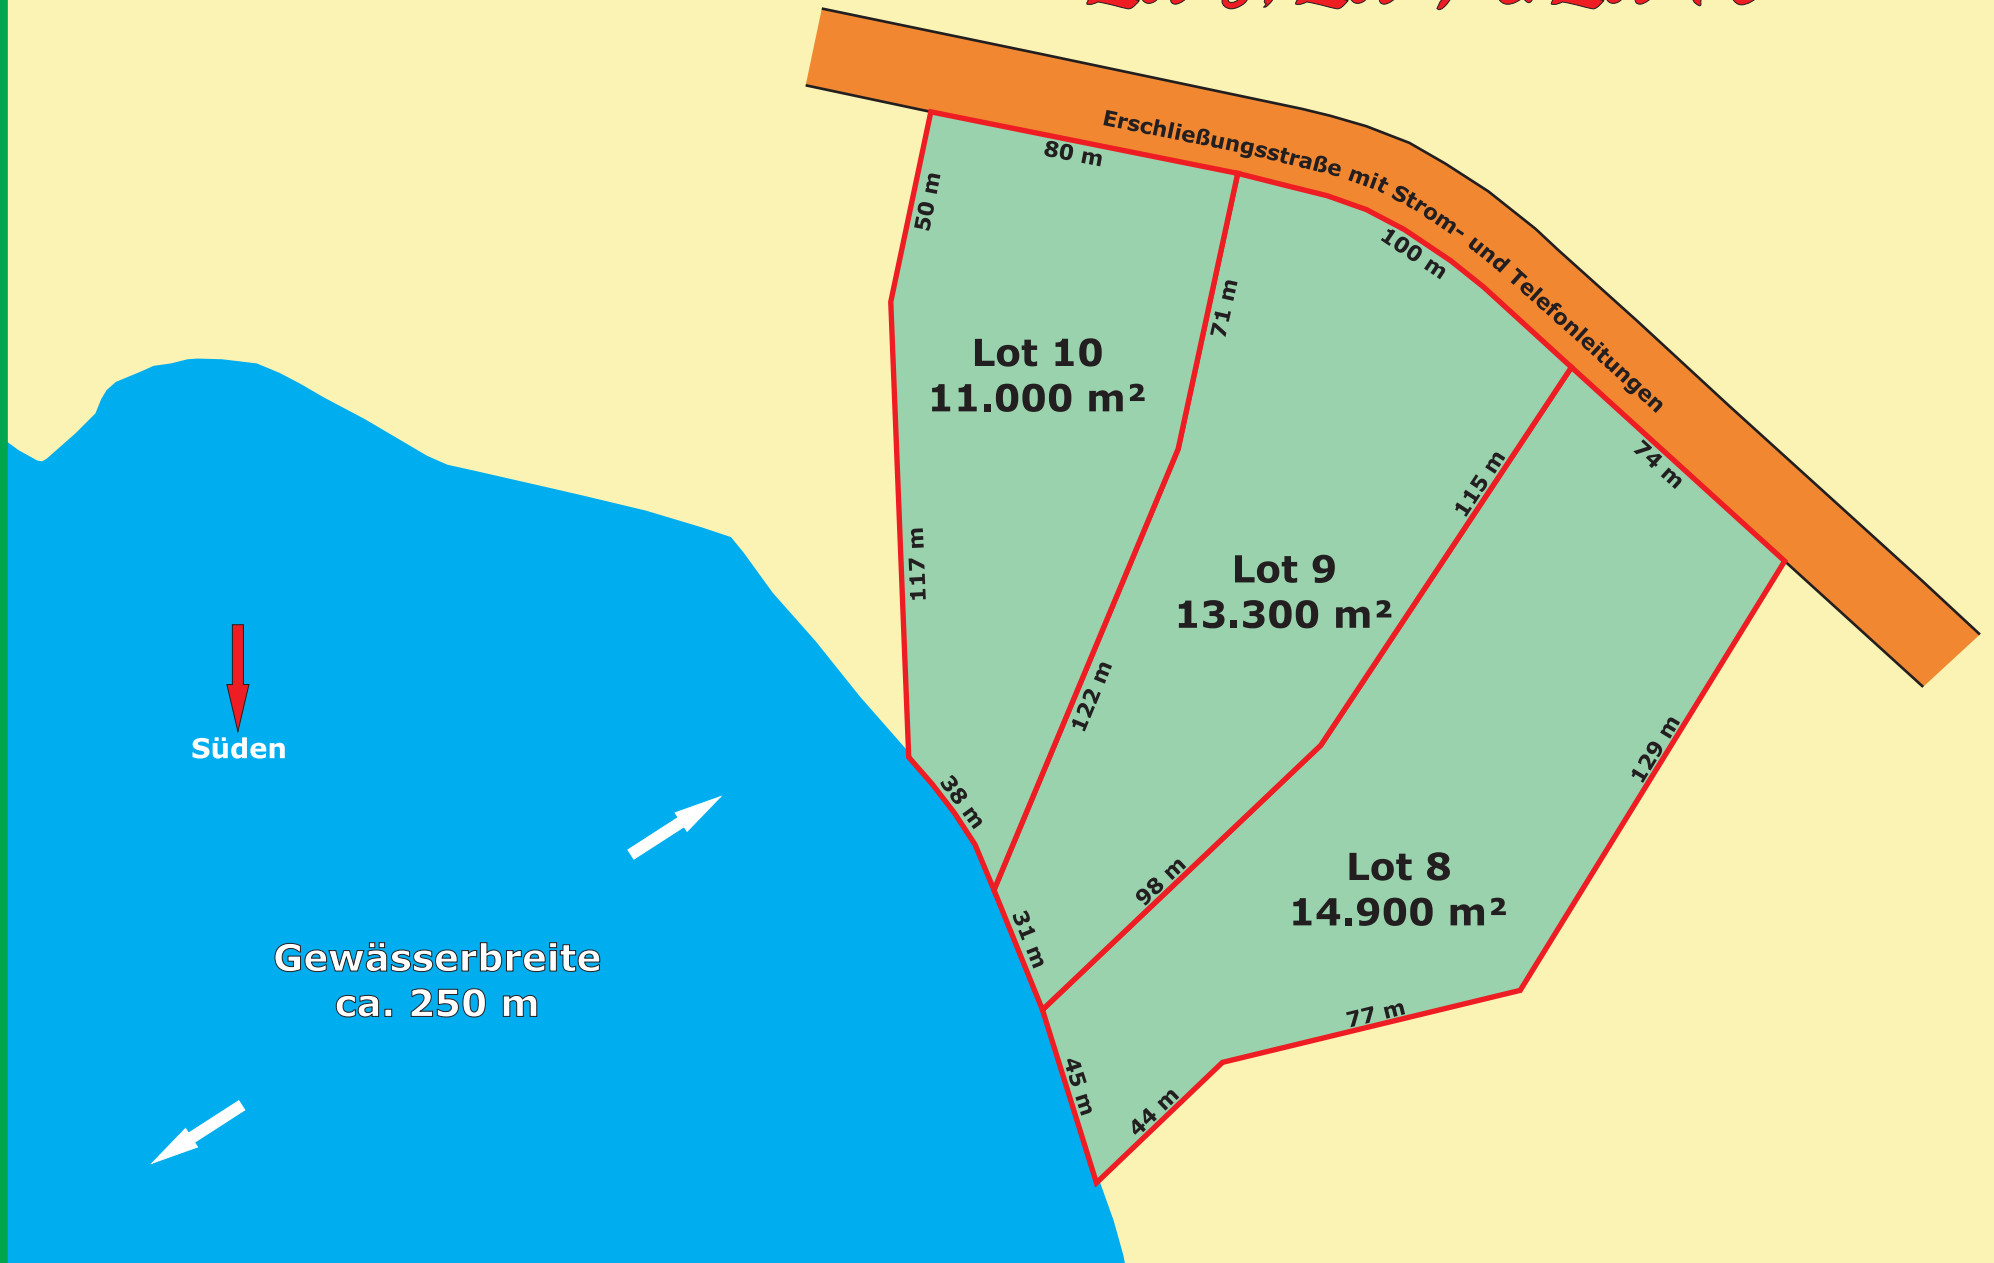 Erschließungsstraße mit Strom- und Telefonleitungen
80 m
50 m
100 m
71 m
Lot 10
11.000 m²
74 m
115 m
117 m
Lot 9
13.300 m²
122 m
129 m
Süden
38 m
98 m
Lot 8
14.900 m²
31 m
Gewässerbreite
ca. 250 m
77 m
45 m
44 m